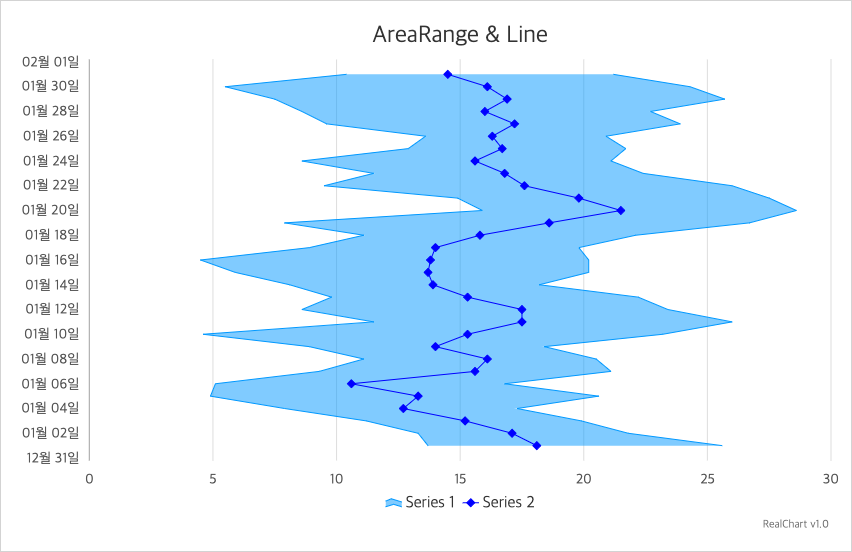 AreaRange & Line
02월 01일
01월 30일
01월 28일
01월 26일
01월 24일
01월 22일
01월 20일
01월 18일
01월 16일
01월 14일
01월 12일
01월 10일
01월 08일
01월 06일
01월 04일
01월 02일
12월 31일
0 5 10 15 20 25 30
Series 1 Series 2
RealChart v1.0